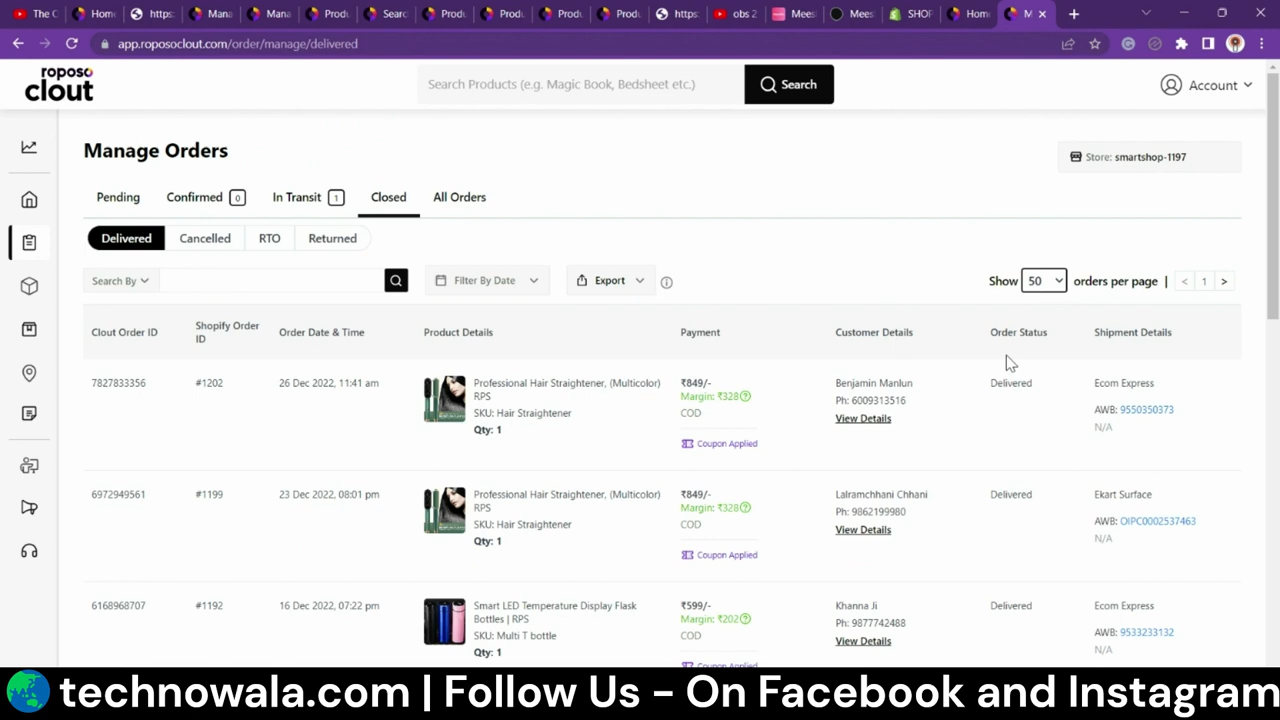 The C
Home
https:
Mana
Mana
Produ
Searc
Produ
Produ
Produ
Produ
https:
obs 2
Meest
Meest
SHOP
Home
M
app.roposoclout.com/order/manage/delivered
roposo
clout
Search Products (e.g. Magic Book, Bedsheet etc.)
Search
Account
Manage Orders
Store: smartshop-1197
Pending
Confirmed 0
In Transit 1
Closed
All Orders
Delivered
Cancelled
RTO
Returned
Search By
Filter By Date
Export
Show 50 orders per page | < 1 >
Clout Order ID
Shopify Order
ID
Order Date & Time
Product Details
Payment
Customer Details
Order Status
Shipment Details
7827833356
#1202
26 Dec 2022, 11:41 am
Professional Hair Straightener, (Multicolor)
RPS
SKU: Hair Straightener
Qty: 1
₹849/-
Margin: ₹328
COD
Coupon Applied
Benjamin Manlun
Ph: 6009313516
View Details
Delivered
Ecom Express
AWB: 9550350373
N/A
6972949561
#1199
23 Dec 2022, 08:01 pm
Professional Hair Straightener, (Multicolor)
RPS
SKU: Hair Straightener
Qty: 1
₹849/-
Margin: ₹328
COD
Coupon Applied
Lalramchhani Chhani
Ph: 9862199980
View Details
Delivered
Ekart Surface
AWB: OIPC0002537463
N/A
6168968707
#1192
16 Dec 2022, 07:22 pm
Smart LED Temperature Display Flask
Bottles | RPS
SKU: Multi T bottle
Qty: 1
₹599/-
Margin: ₹202
COD
Coupon Applied
Khanna Ji
Ph: 9877742488
View Details
Delivered
Ecom Express
AWB: 9533233132
N/A
technowala.com | Follow Us - On Facebook and Instagram